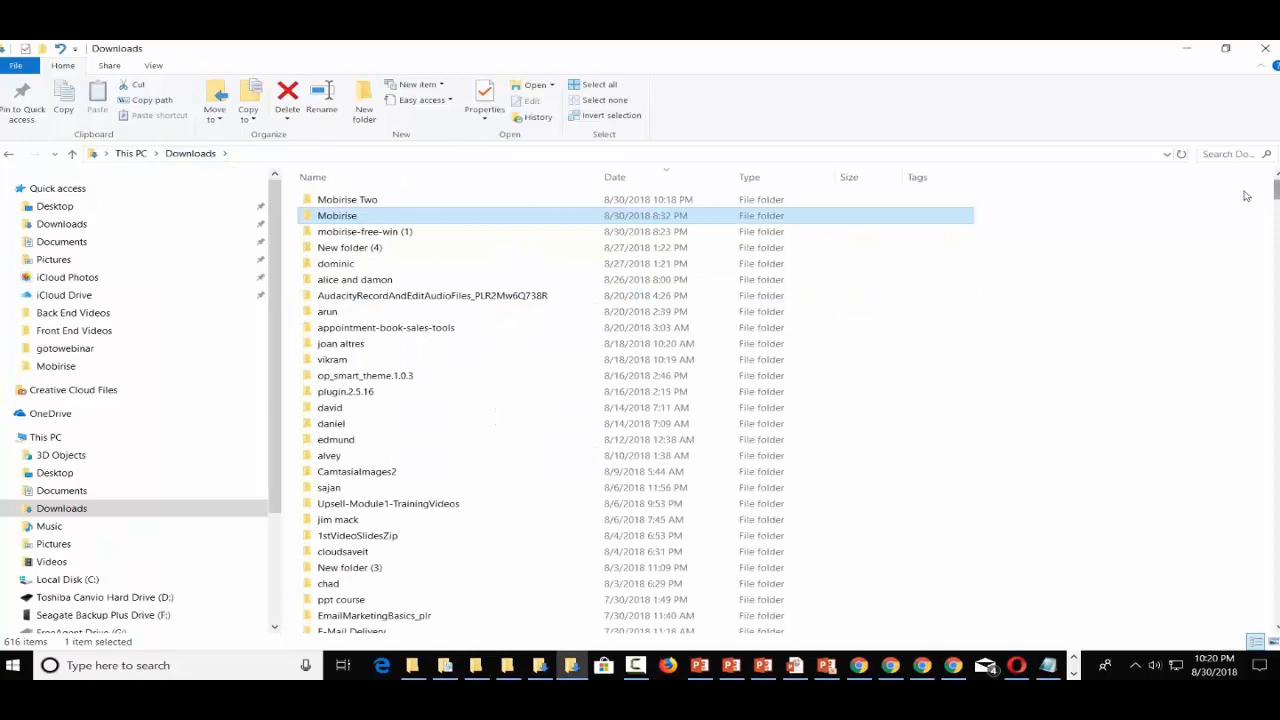 Downloads
File Home Share View
Pin to Quick access
Copy
Paste
Cut
Copy path
Paste shortcut
Clipboard
Move to
Copy to
Delete
Rename
Organize
New folder
New item
Easy access
New
Properties
Open
Edit
History
Open
Select all
Select none
Invert selection
Select
This PC Downloads
Search Do...
Quick access
Desktop
Downloads
Documents
Pictures
iCloud Photos
iCloud Drive
Back End Videos
Front End Videos
gotowebinar
Mobirise
Creative Cloud Files
OneDrive
This PC
3D Objects
Desktop
Documents
Downloads
Music
Pictures
Videos
Local Disk (C:)
Toshiba Canvio Hard Drive (D:)
Seagate Backup Plus Drive (F:)
FreeAgent Drive (G:)
Name Date Type Size Tags
Mobirise Two 8/30/2018 10:18 PM File folder
Mobirise 8/30/2018 8:32 PM File folder
mobirise-free-win (1) 8/30/2018 8:23 PM File folder
New folder (4) 8/27/2018 1:22 PM File folder
dominic 8/27/2018 1:21 PM File folder
alice and damon 8/26/2018 8:00 PM File folder
AudacityRecordAndEditAudioFiles_PLR2Mw6Q738R 8/20/2018 4:26 PM File folder
arun 8/20/2018 2:39 PM File folder
appointment-book-sales-tools 8/20/2018 3:03 AM File folder
joan altres 8/18/2018 10:20 AM File folder
vikram 8/18/2018 10:19 AM File folder
op_smart_theme.1.0.3 8/16/2018 2:46 PM File folder
plugin.2.5.16 8/16/2018 2:15 PM File folder
david 8/14/2018 7:11 AM File folder
daniel 8/14/2018 7:09 AM File folder
edmund 8/12/2018 12:38 AM File folder
alvey 8/10/2018 1:38 AM File folder
CamtasiaImages2 8/9/2018 5:44 AM File folder
sajan 8/6/2018 11:56 PM File folder
Upsell-Module1-TrainingVideos 8/6/2018 9:53 PM File folder
jim mack 8/6/2018 7:45 AM File folder
1stVideoSlidesZip 8/4/2018 6:53 PM File folder
cloudsaveit 8/4/2018 6:31 PM File folder
New folder (3) 8/3/2018 11:09 PM File folder
chad 8/3/2018 6:29 PM File folder
ppt course 7/30/2018 1:49 PM File folder
EmailMarketingBasics_plr 7/30/2018 11:40 AM File folder
E-Mail Delivery 7/30/2018 11:18 AM File folder
616 items 1 item selected
Type here to search
4
10:20 PM
8/30/2018